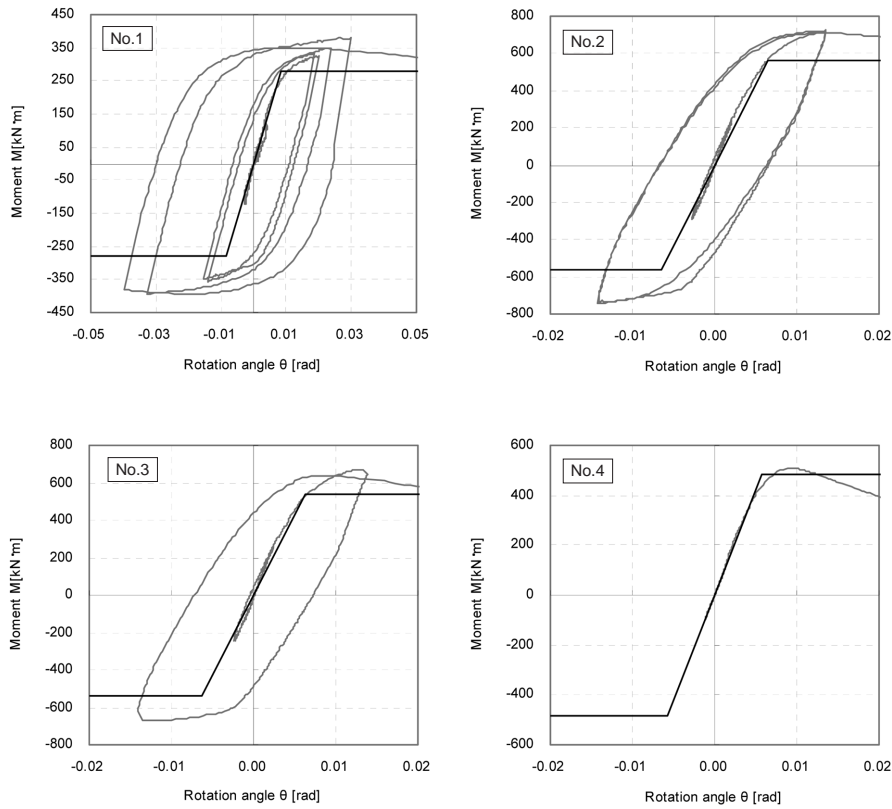 No.1
450
350
250
150
50
-50
-150
-250
-350
-450
Moment M[kN･m]
-0.05 -0.03 -0.01 0.01 0.03 0.05
Rotation angle θ [rad]
No.2
800
600
400
200
0
-200
-400
-600
-800
Moment M[kN･m]
-0.02 -0.01 0.00 0.01 0.02
Rotation angle θ [rad]
No.3
800
600
400
200
0
-200
-400
-600
-800
Moment M[kN･m]
-0.02 -0.01 0.00 0.01 0.02
Rotation angle θ [rad]
No.4
600
400
200
0
-200
-400
-600
Moment M[kN･m]
-0.02 -0.01 0.00 0.01 0.02
Rotation angle θ [rad]